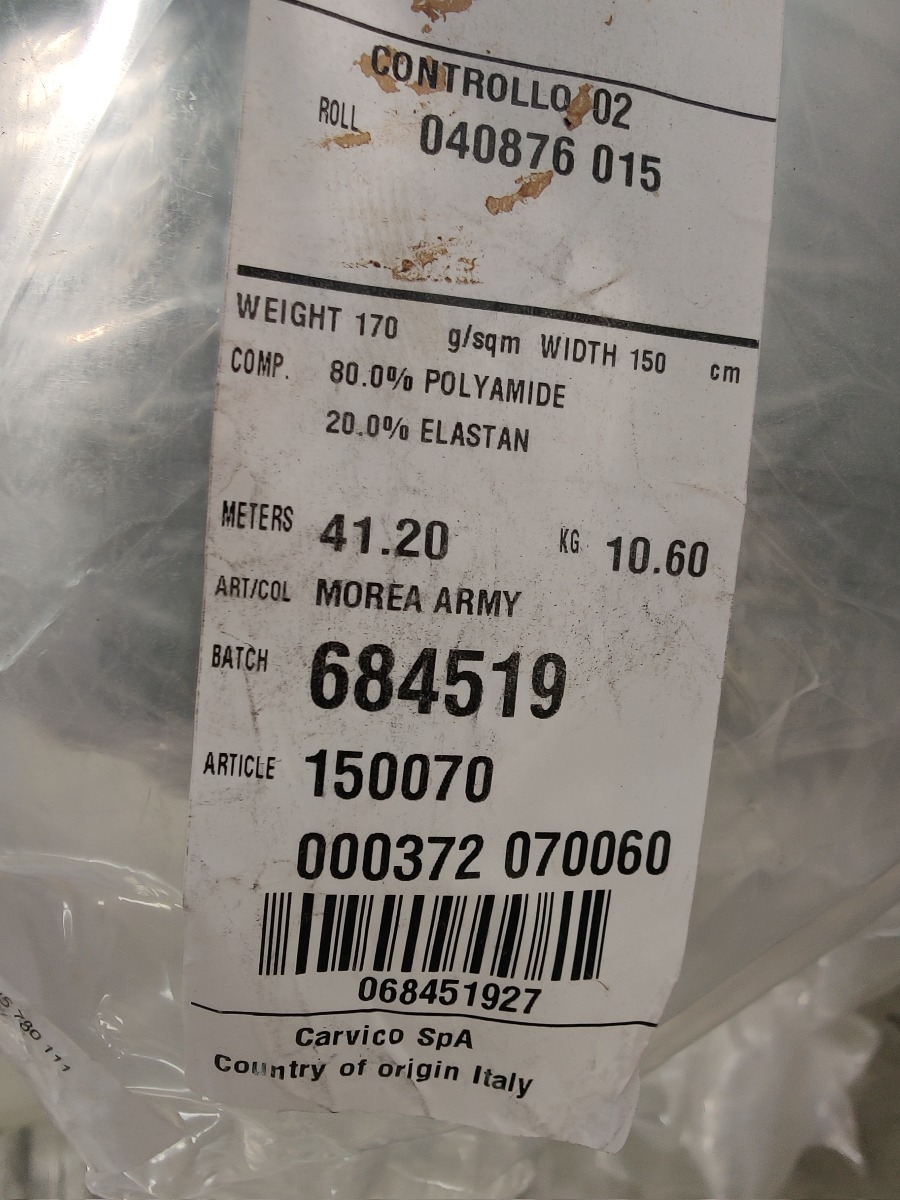 CONTROLLO 02
ROLL 040876 015
WEIGHT 170 g/sqm WIDTH 150 cm
COMP. 80.0% POLYAMIDE
20.0% ELASTAN
METERS 41.20 KG 10.60
ART/COL MOREA ARMY
BATCH 684519
ARTICLE 150070
000372 070060
068451927
Carvico SpA
Country of origin Italy
780 111